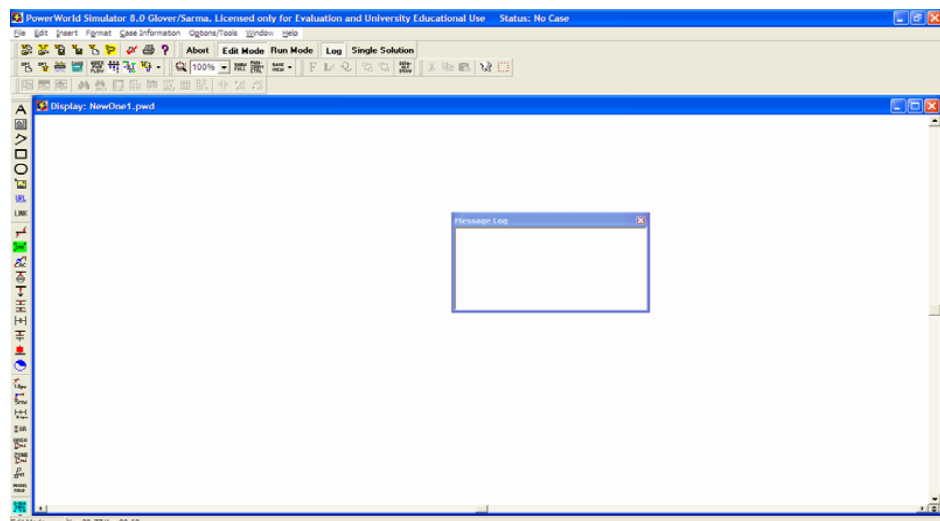 PowerWorld Simulator 8.0 Glover/Sarma. Licensed only for Evaluation and University Educational Use Status: No Case
File Edit Insert Format Case Information Options/Tools Window Help
Abort Edit Mode Run Mode Log Single Solution
100%
Display: NewOne1.pwd
A
Message Log
URL
LINK